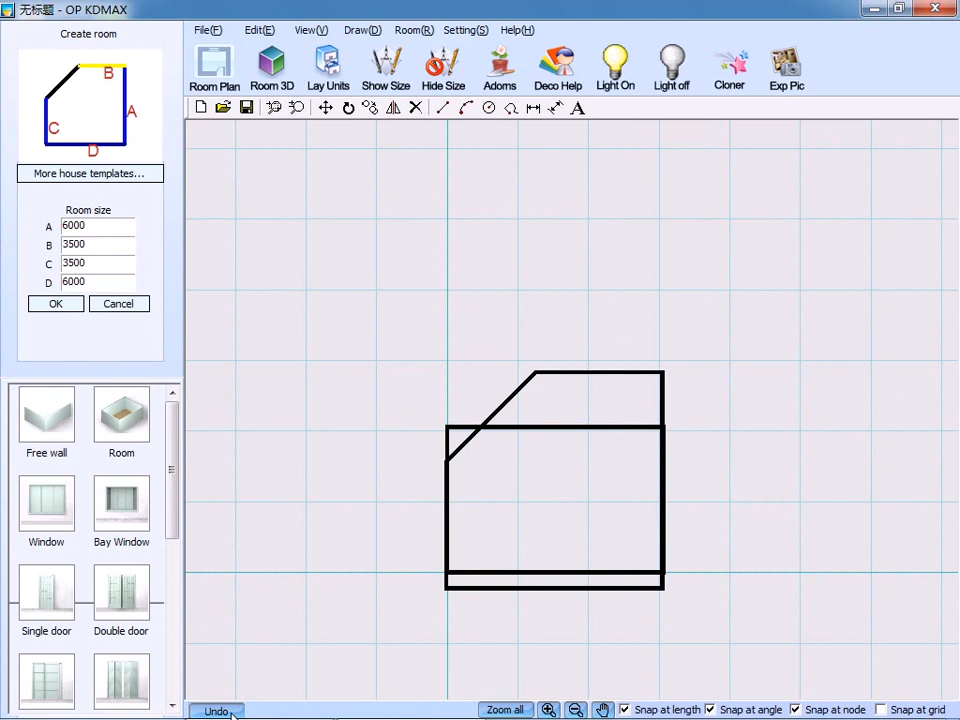 无标题 - OP KDMAX
Create room
B
A
C
D
More house templates...
Room size
A 6000
B 3500
C 3500
D 6000
OK Cancel
Free wall Room
Window Bay Window
Single door Double door
File(F) Edit(E) View(V) Draw(D) Room(R) Setting(S) Help(H)
Room Plan Room 3D Lay Units Show Size Hide Size Adoms Deco Help Light On Light off Cloner Exp Pic
A
Undo Zoom all Snap at length Snap at angle Snap at node Snap at grid